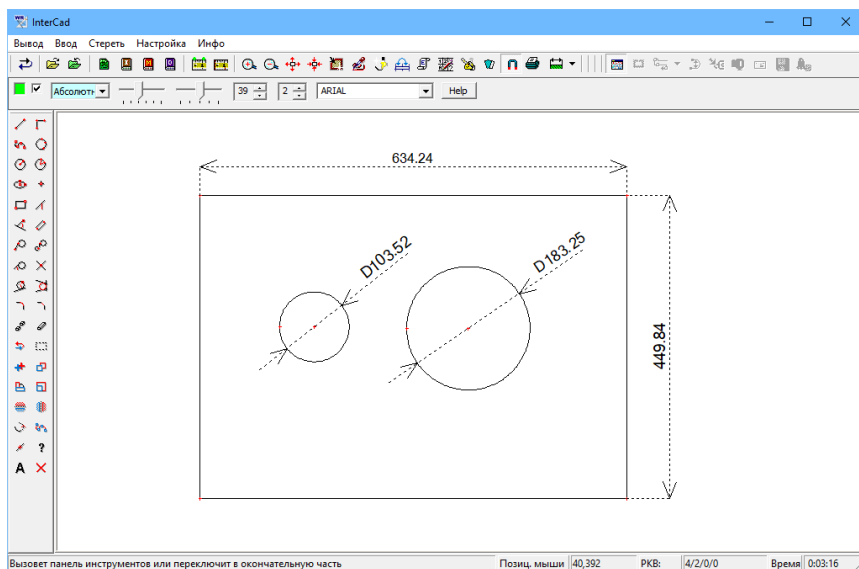 InterCad
Вывод Ввод Стереть Настройка Инфо
Абсолютн 39 2 ARIAL Help
634.24
D103.52
D183.25
449.84
Вызовет панель инструментов или переключит в окончательную часть Позиц. мыши 40,392 РКВ: 4/2/0/0 Время 0:03:16